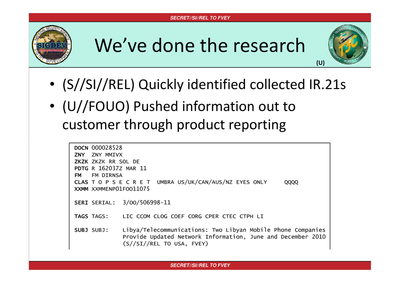 SECRET//SI//REL TO FVEY
SIGDEV
We've done the research
(U)
• (S//SI//REL) Quickly identified collected IR.21s
• (U//FOUO) Pushed information out to
customer through product reporting
DOCN 000028528
ZNY ZNY MMIVX
ZKZK ZKZK RR SOL DE
PDTG R 162037Z MAR 11
FM FM DIRNSA
CLAS T O P S E C R E T UMBRA US/UK/CAN/AUS/NZ EYES ONLY QQQQ
XXMM XXMMENP01FOO11075
SERI SERIAL: 3/OO/506998-11
TAGS TAGS: LIC CCOM CLOG COEF CORG CPER CTEC CTPH LI
SUBJ SUBJ: Libya/Telecommunications: Two Libyan Mobile Phone Companies
Provide Updated Network Information, June and December 2010
(S//SI//REL TO USA, FVEY)
SECRET//SI//REL TO FVEY